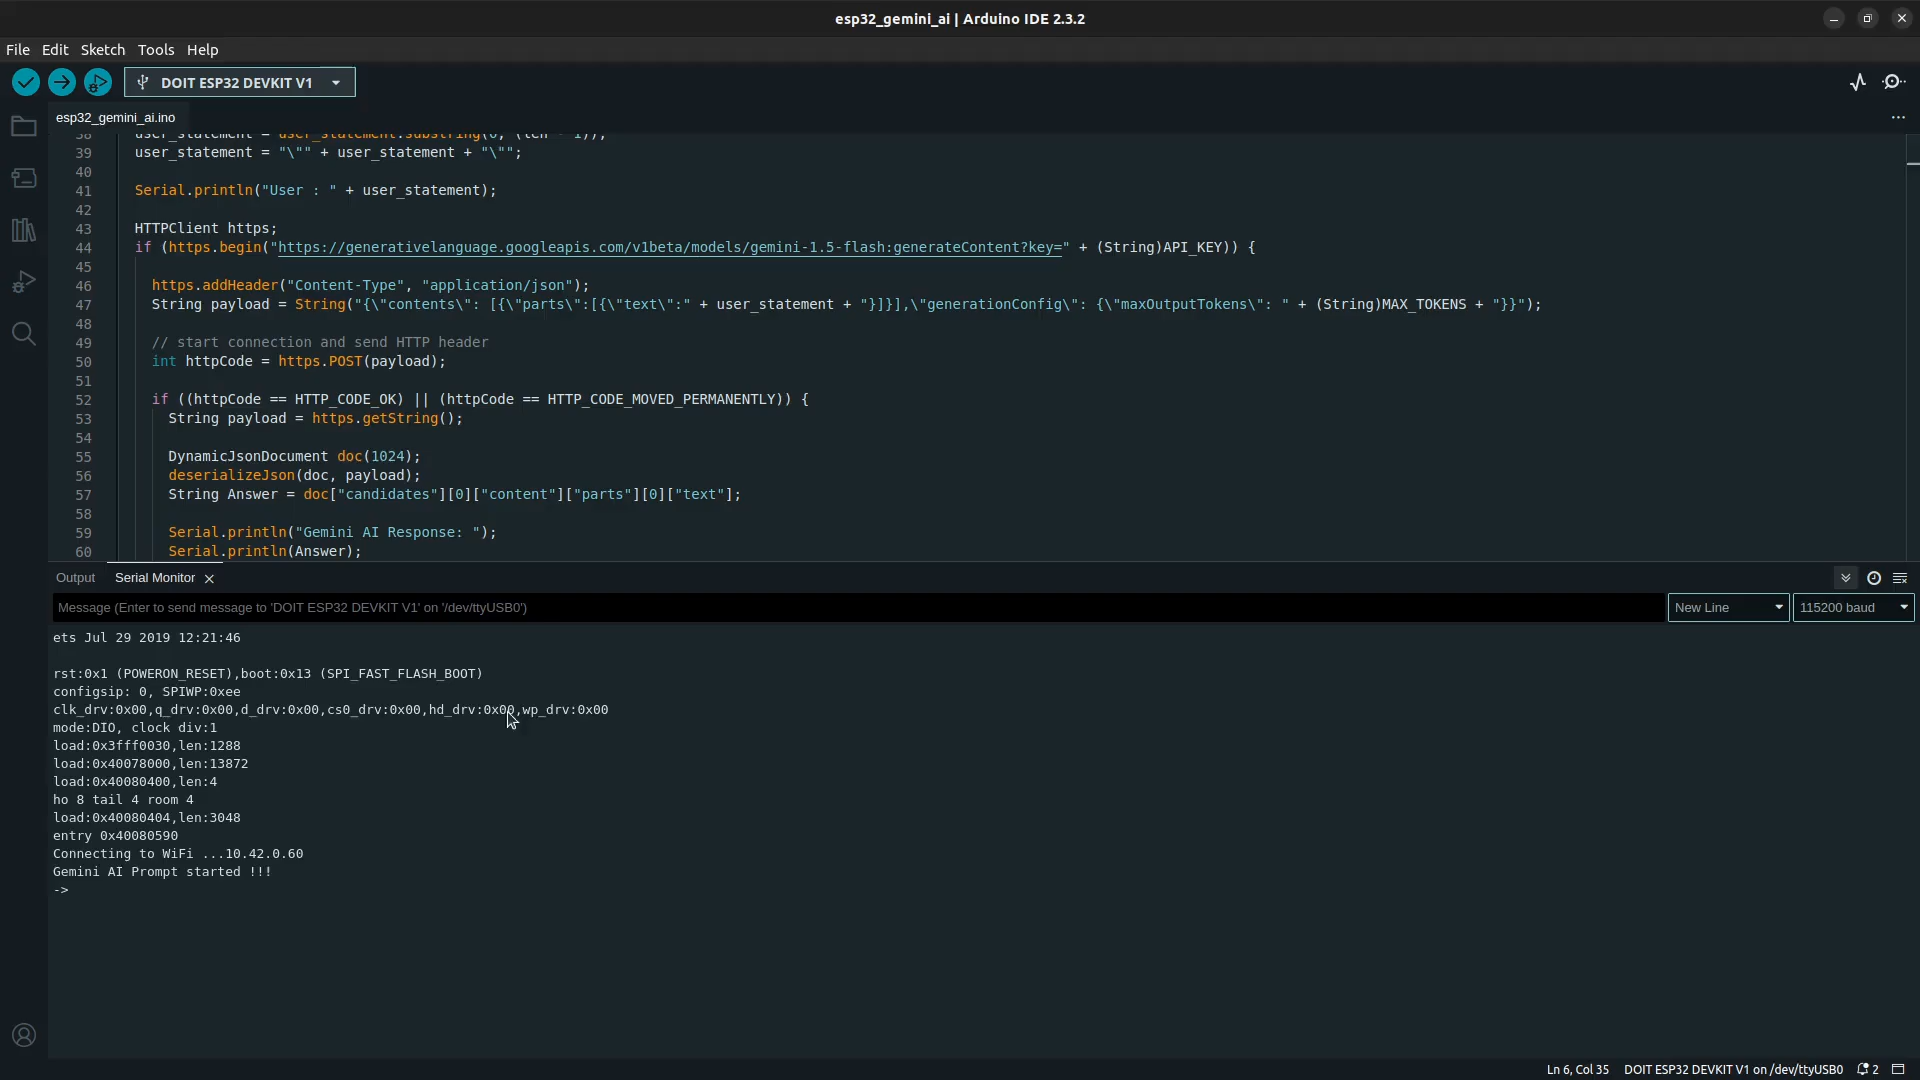 esp32_gemini_ai | Arduino IDE 2.3.2
File Edit Sketch Tools Help
DOIT ESP32 DEVKIT V1
esp32_gemini_ai.ino
38 user_statement = user_statement.substring(0, (len - 1));
39 user_statement = "\"" + user_statement + "\"";
40
41 Serial.println("User : " + user_statement);
42
43 HTTPClient https;
44 if (https.begin("https://generativelanguage.googleapis.com/v1beta/models/gemini-1.5-flash:generateContent?key=" + (String)API_KEY)) {
45
46 https.addHeader("Content-Type", "application/json");
47 String payload = String("{\"contents\": [{\"parts\":[{\"text\":" + user_statement + "}]}],\"generationConfig\": {\"maxOutputTokens\": " + (String)MAX_TOKENS + "}}");
48
49 // start connection and send HTTP header
50 int httpCode = https.POST(payload);
51
52 if ((httpCode == HTTP_CODE_OK) || (httpCode == HTTP_CODE_MOVED_PERMANENTLY)) {
53 String payload = https.getString();
54
55 DynamicJsonDocument doc(1024);
56 deserializeJson(doc, payload);
57 String Answer = doc["candidates"][0]["content"]["parts"][0]["text"];
58
59 Serial.println("Gemini AI Response: ");
60 Serial.println(Answer);
Output Serial Monitor
Message (Enter to send message to 'DOIT ESP32 DEVKIT V1' on '/dev/ttyUSB0')
New Line 115200 baud
ets Jul 29 2019 12:21:46
rst:0x1 (POWERON_RESET),boot:0x13 (SPI_FAST_FLASH_BOOT)
configsip: 0, SPIWP:0xee
clk_drv:0x00,q_drv:0x00,d_drv:0x00,cs0_drv:0x00,hd_drv:0x00,wp_drv:0x00
mode:DIO, clock div:1
load:0x3fff0030,len:1288
load:0x40078000,len:13872
load:0x40080400,len:4
ho 8 tail 4 room 4
load:0x40080404,len:3048
entry 0x40080590
Connecting to WiFi ...10.42.0.60
Gemini AI Prompt started !!!
->
Ln 6, Col 35 DOIT ESP32 DEVKIT V1 on /dev/ttyUSB0 2